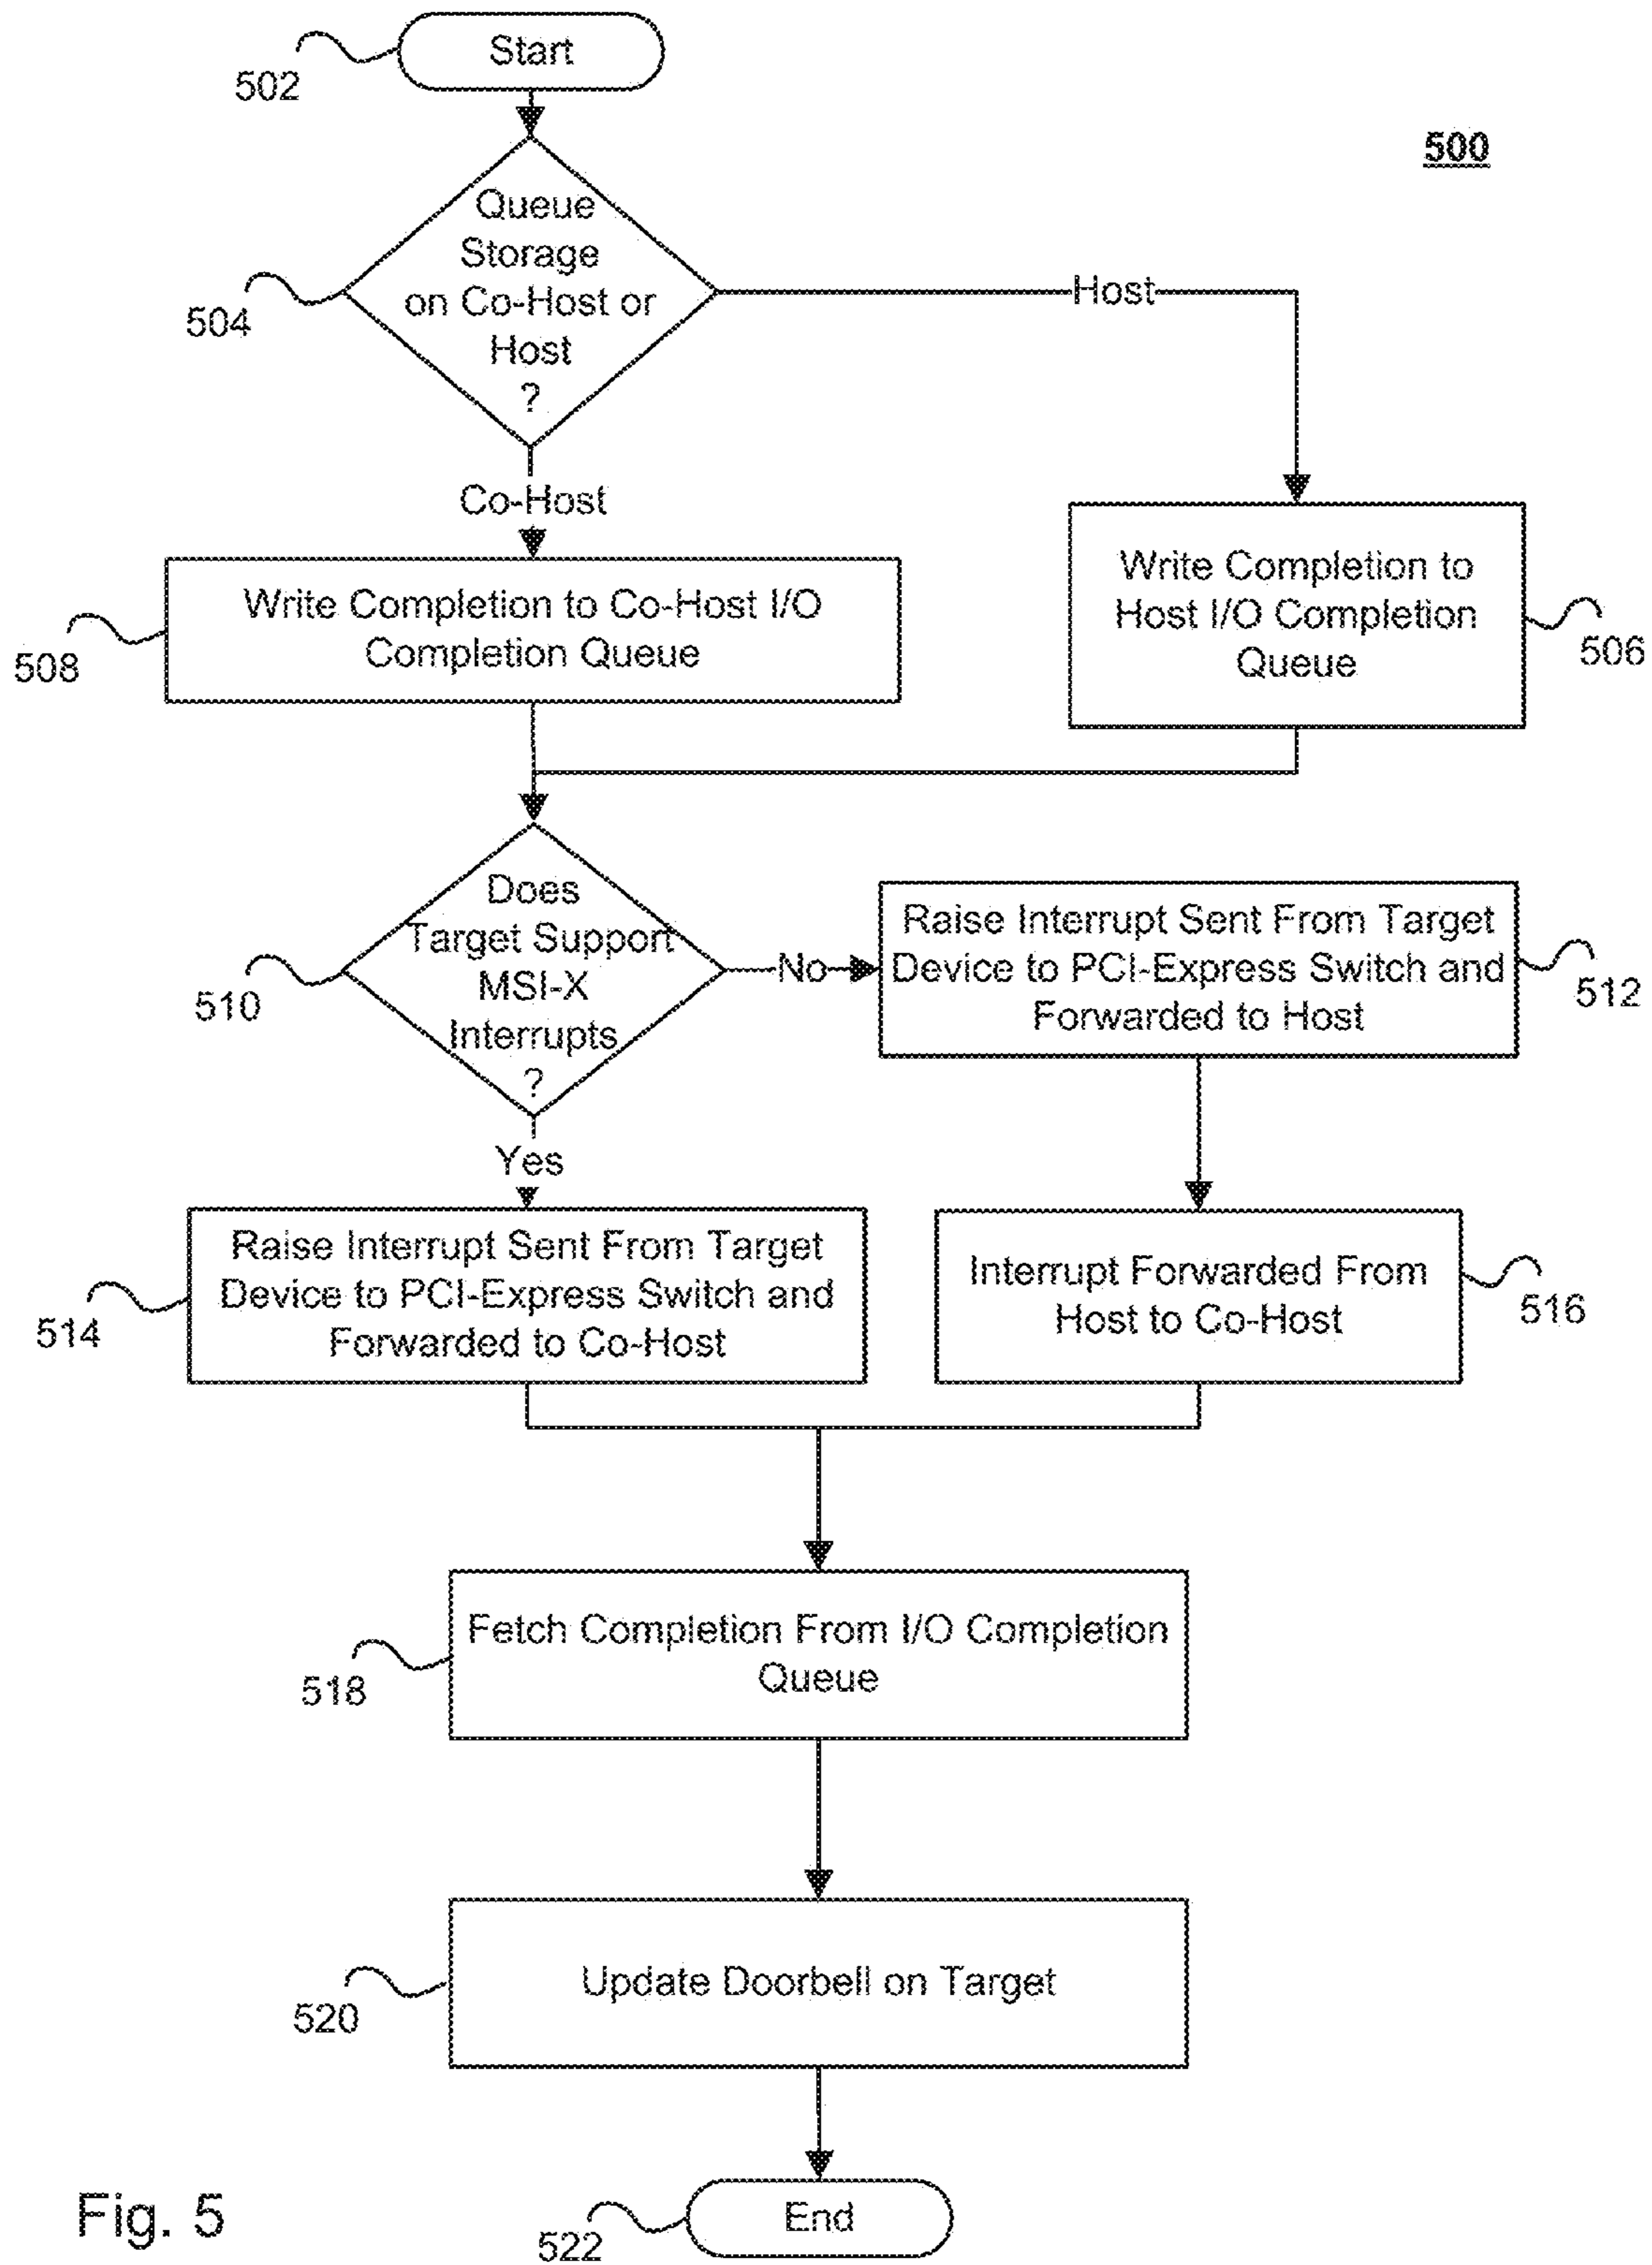 Start
502
500
Queue
Storage
on Co-Host or
Host
?
504
Host
Co-Host
Write Completion to Co-Host I/O
Completion Queue
508
Write Completion to
Host I/O Completion
Queue
506
Does
Target Support
MSI-X
Interrupts
?
510
No
Raise Interrupt Sent From Target
Device to PCI-Express Switch and
Forwarded to Host
512
Yes
Raise Interrupt Sent From Target
Device to PCI-Express Switch and
Forwarded to Co-Host
514
Interrupt Forwarded From
Host to Co-Host
516
Fetch Completion From I/O Completion
Queue
518
Update Doorbell on Target
520
End
522
Fig. 5